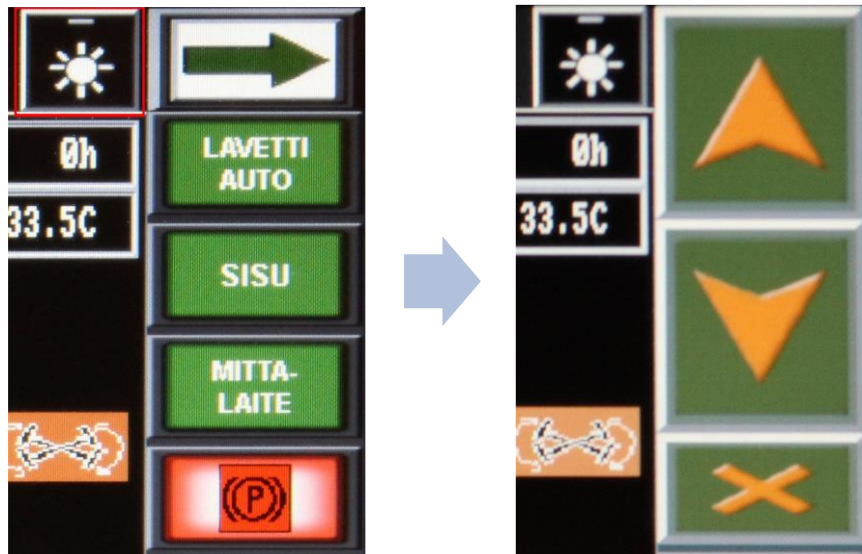 0h
33.5C
LAVETTI
AUTO
SISU
MITTA-
LAITE
(P)
0h
33.5C